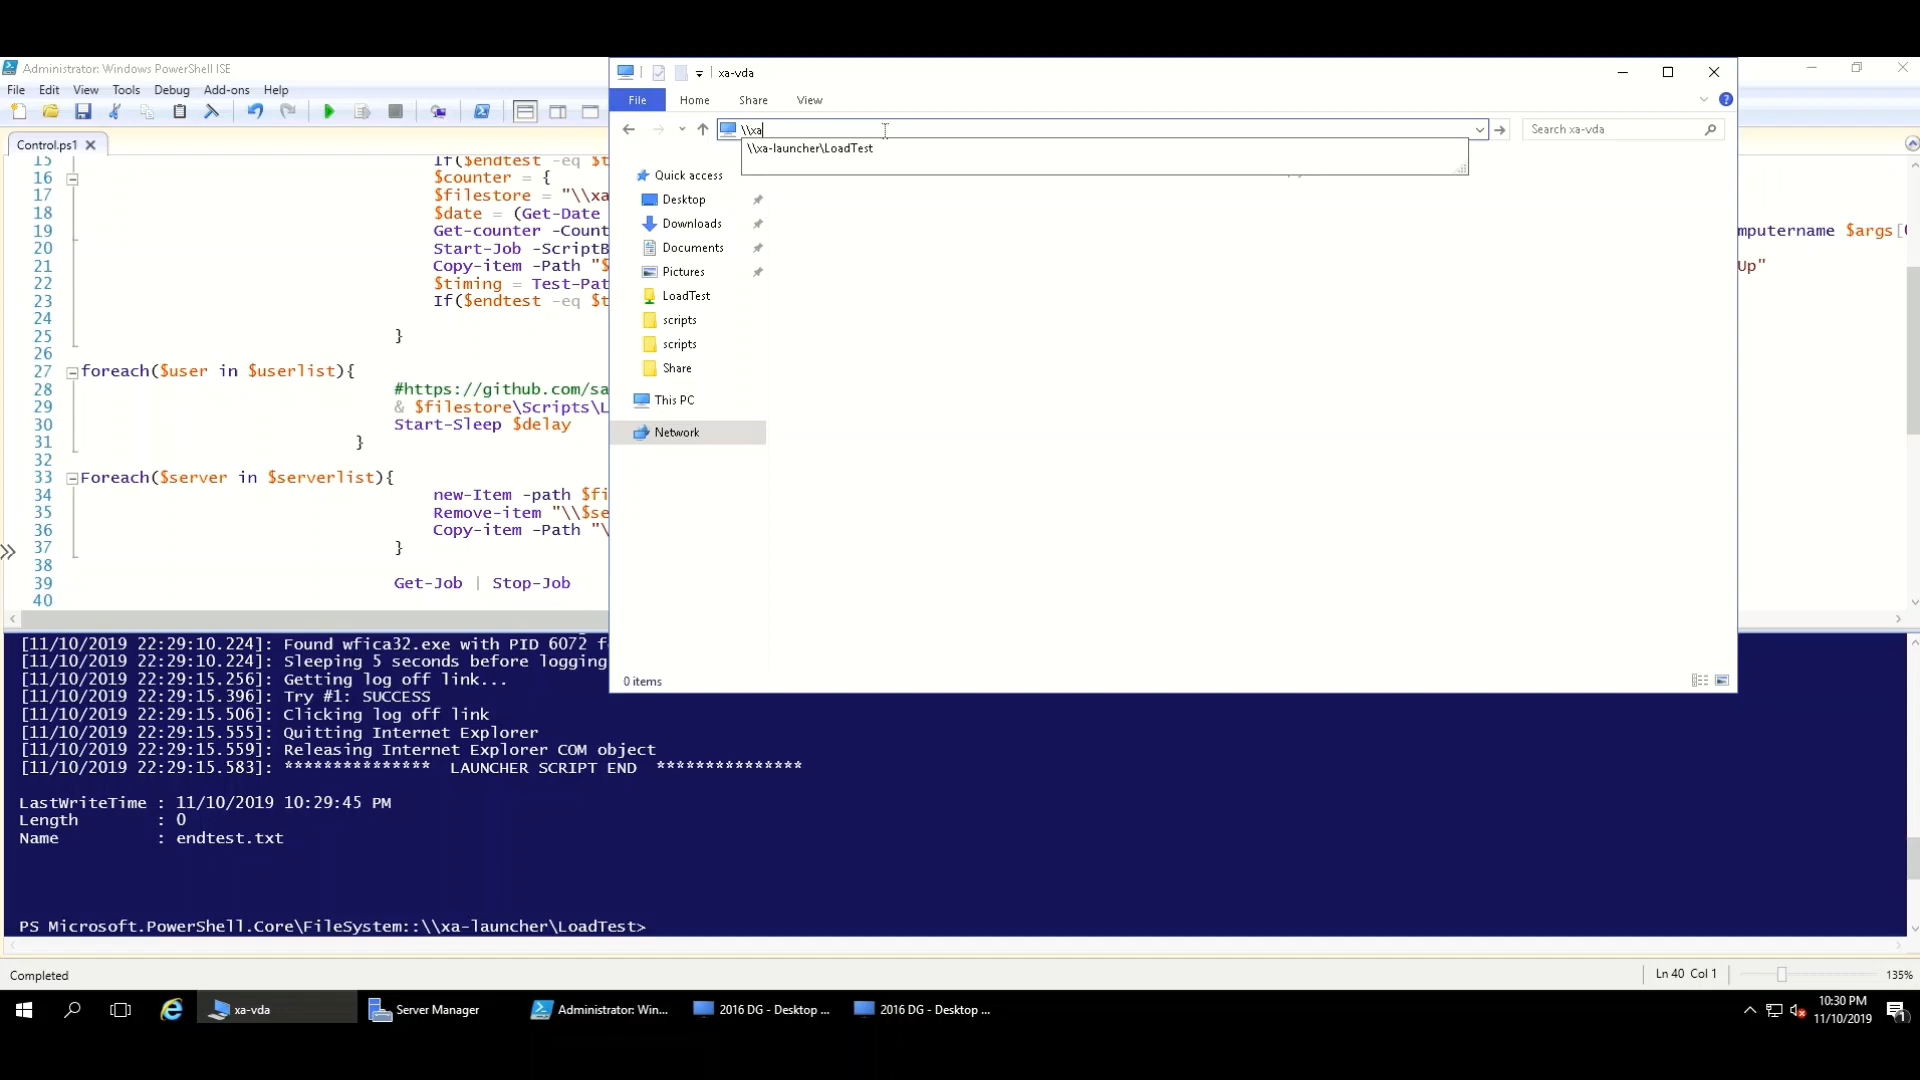 Administrator: Windows PowerShell ISE
File Edit View Tools Debug Add-ons Help
Control.ps1
15 If($endtest -eq $t
16 $counter = {
17 $filestore = "\\xa
18 $date = (Get-Date
19 Get-counter -Count
20 Start-Job -ScriptB
21 Copy-item -Path "$
22 $timing = Test-Pat
23 If($endtest -eq $t
24
25 }
26
27 foreach($user in $userlist){
28 #https://github.com/sa
29 & $filestore\Scripts\L
30 Start-Sleep $delay
31 }
32
33 Foreach($server in $serverlist){
34 new-Item -path $fi
35 Remove-item "\\$se
36 Copy-item -Path "\
37 }
38
39 Get-Job | Stop-Job
40
mputername $args[
Up"
xa-vda
File Home Share View
\\xa
Search xa-vda
\\xa-launcher\LoadTest
Quick access
Desktop
Downloads
Documents
Pictures
LoadTest
scripts
scripts
Share
This PC
Network
0 items
[11/10/2019 22:29:10.224]: Found wfica32.exe with PID 6072 f
[11/10/2019 22:29:10.224]: Sleeping 5 seconds before logging
[11/10/2019 22:29:15.256]: Getting log off link...
[11/10/2019 22:29:15.396]: Try #1: SUCCESS
[11/10/2019 22:29:15.506]: Clicking log off link
[11/10/2019 22:29:15.555]: Quitting Internet Explorer
[11/10/2019 22:29:15.559]: Releasing Internet Explorer COM object
[11/10/2019 22:29:15.583]: *************** LAUNCHER SCRIPT END ***************
LastWriteTime : 11/10/2019 10:29:45 PM
Length : 0
Name : endtest.txt
PS Microsoft.PowerShell.Core\FileSystem::\\xa-launcher\LoadTest>
Completed
Ln 40 Col 1
135%
xa-vda
Server Manager
Administrator: Win...
2016 DG - Desktop ...
2016 DG - Desktop ...
10:30 PM
11/10/2019
1